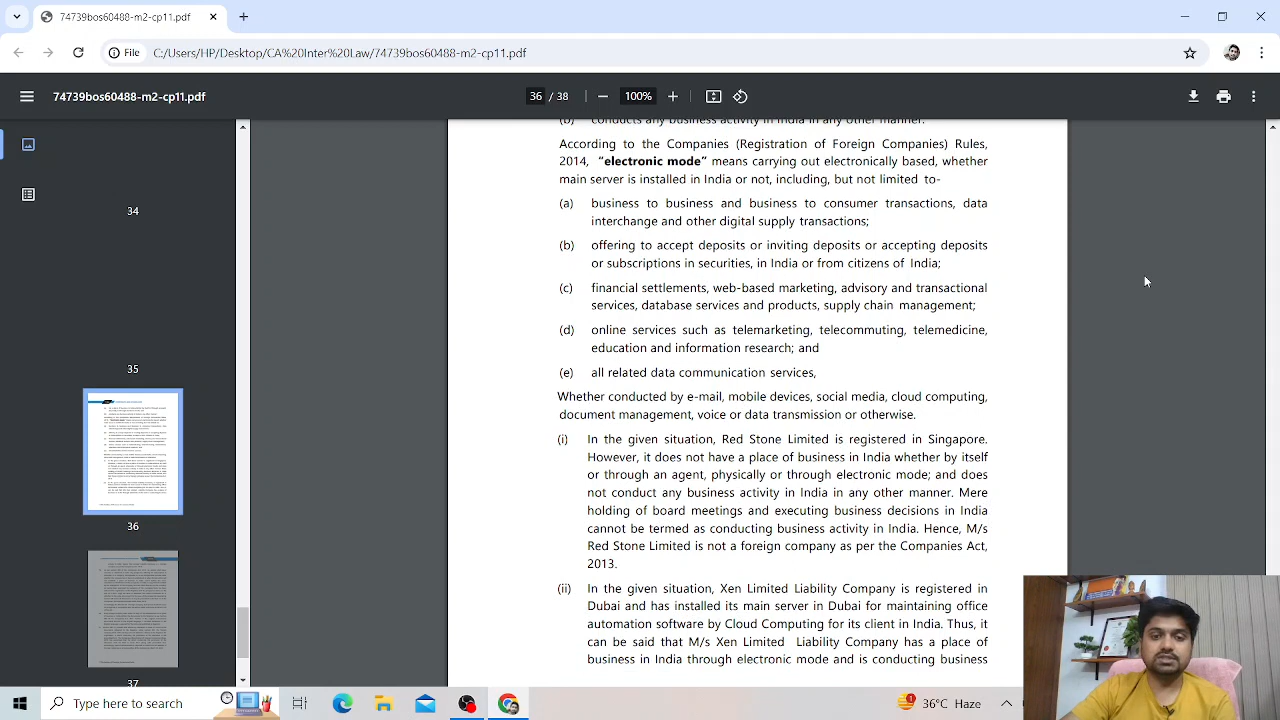 74739bos60488-m2-cp11.pdf
File C:/Users/HP/Desktop/CA%20Inter%20Law/74739bos60488-m2-cp11.pdf
74739bos60488-m2-cp11.pdf 36 / 38 100%
34
35
36
37
(b) conducts any business activity in India in any other manner.
According to the Companies (Registration of Foreign Companies) Rules,
2014, “electronic mode” means carrying out electronically based, whether
main server is installed in India or not, including, but not limited to-
(a) business to business and business to consumer transactions, data
interchange and other digital supply transactions;
(b) offering to accept deposits or inviting deposits or accepting deposits
or subscriptions in securities, in India or from citizens of India;
(c) financial settlements, web-based marketing, advisory and transactional
services, database services and products, supply chain management;
(d) online services such as telemarketing, telecommuting, telemedicine,
education and information research; and
(e) all related data communication services,
Whether conducted by e-mail, mobile devices, social media, cloud computing,
document management, voice or data transmission or otherwise.
(i) In the given situation, Red Stone Limited is registered in Singapore.
However, it does not have a place of business in India whether by itself
or through an agent, physically or through electronic mode; and does
not conduct any business activity in India in any other manner. Mere
holding of board meetings and executing business decisions in India
cannot be termed as conducting business activity in India. Hence, M/s
Red Stone Limited is not a foreign company as per the Companies Act,
2013.
(ii) In the given situation, Xen Limited Liability Company is registered in
Dubai and has installed its main server in Dubai for maintaining office
automation software by Cloud Computing for its client in India. Thus, it
can be said that M/s Xen Limited Liability Company has a place of
business in India through electronic mode and is conducting business
Type here to search
36°C Haze